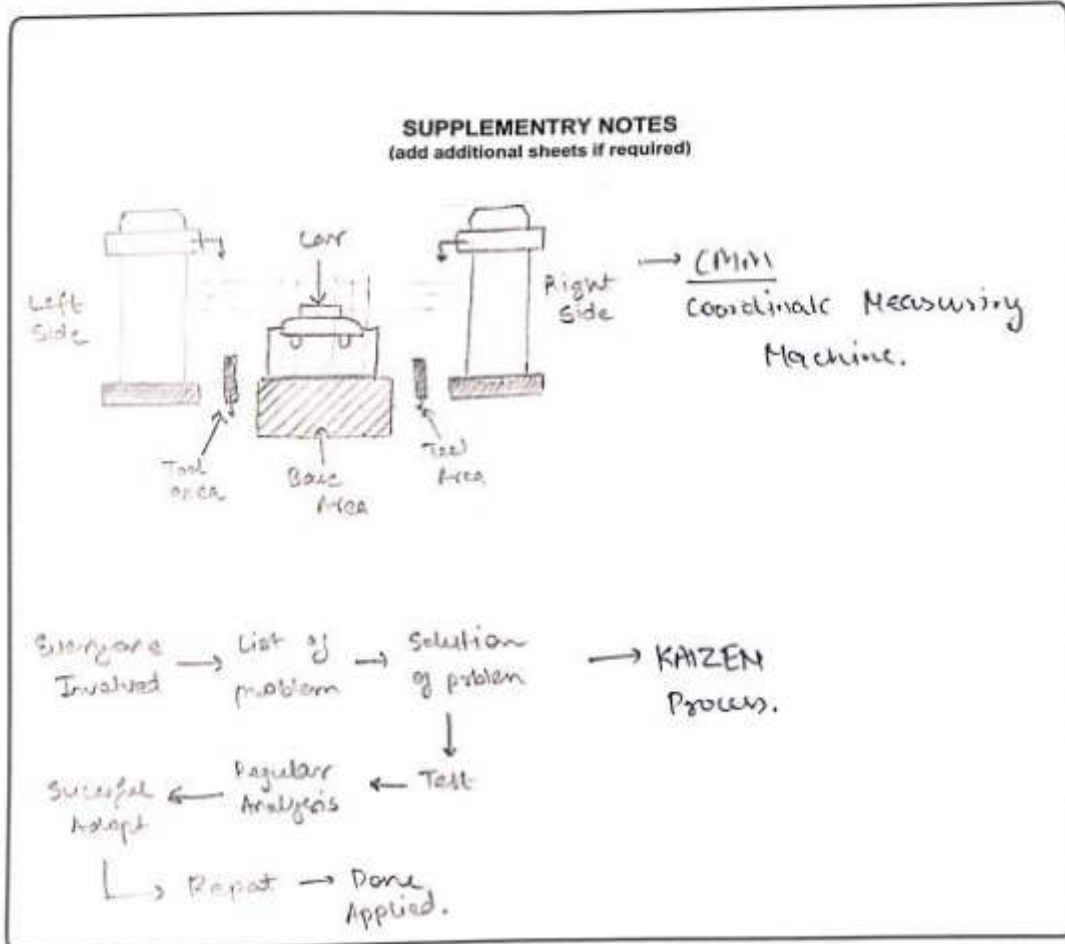 SUPPLEMENTRY NOTES
(add additional sheets if required)
Car
Left
Side
Right
Side
CMM
Coordinate Measuring
Machine.
Tool
area
Base
Area
Tool
Area
Everyone
Involved
List of
problem
Solution
of problem
KAIZEN
Process.
Test
Regular
Analysis
Sucesful
Adopt
Repat
Done
Applied.